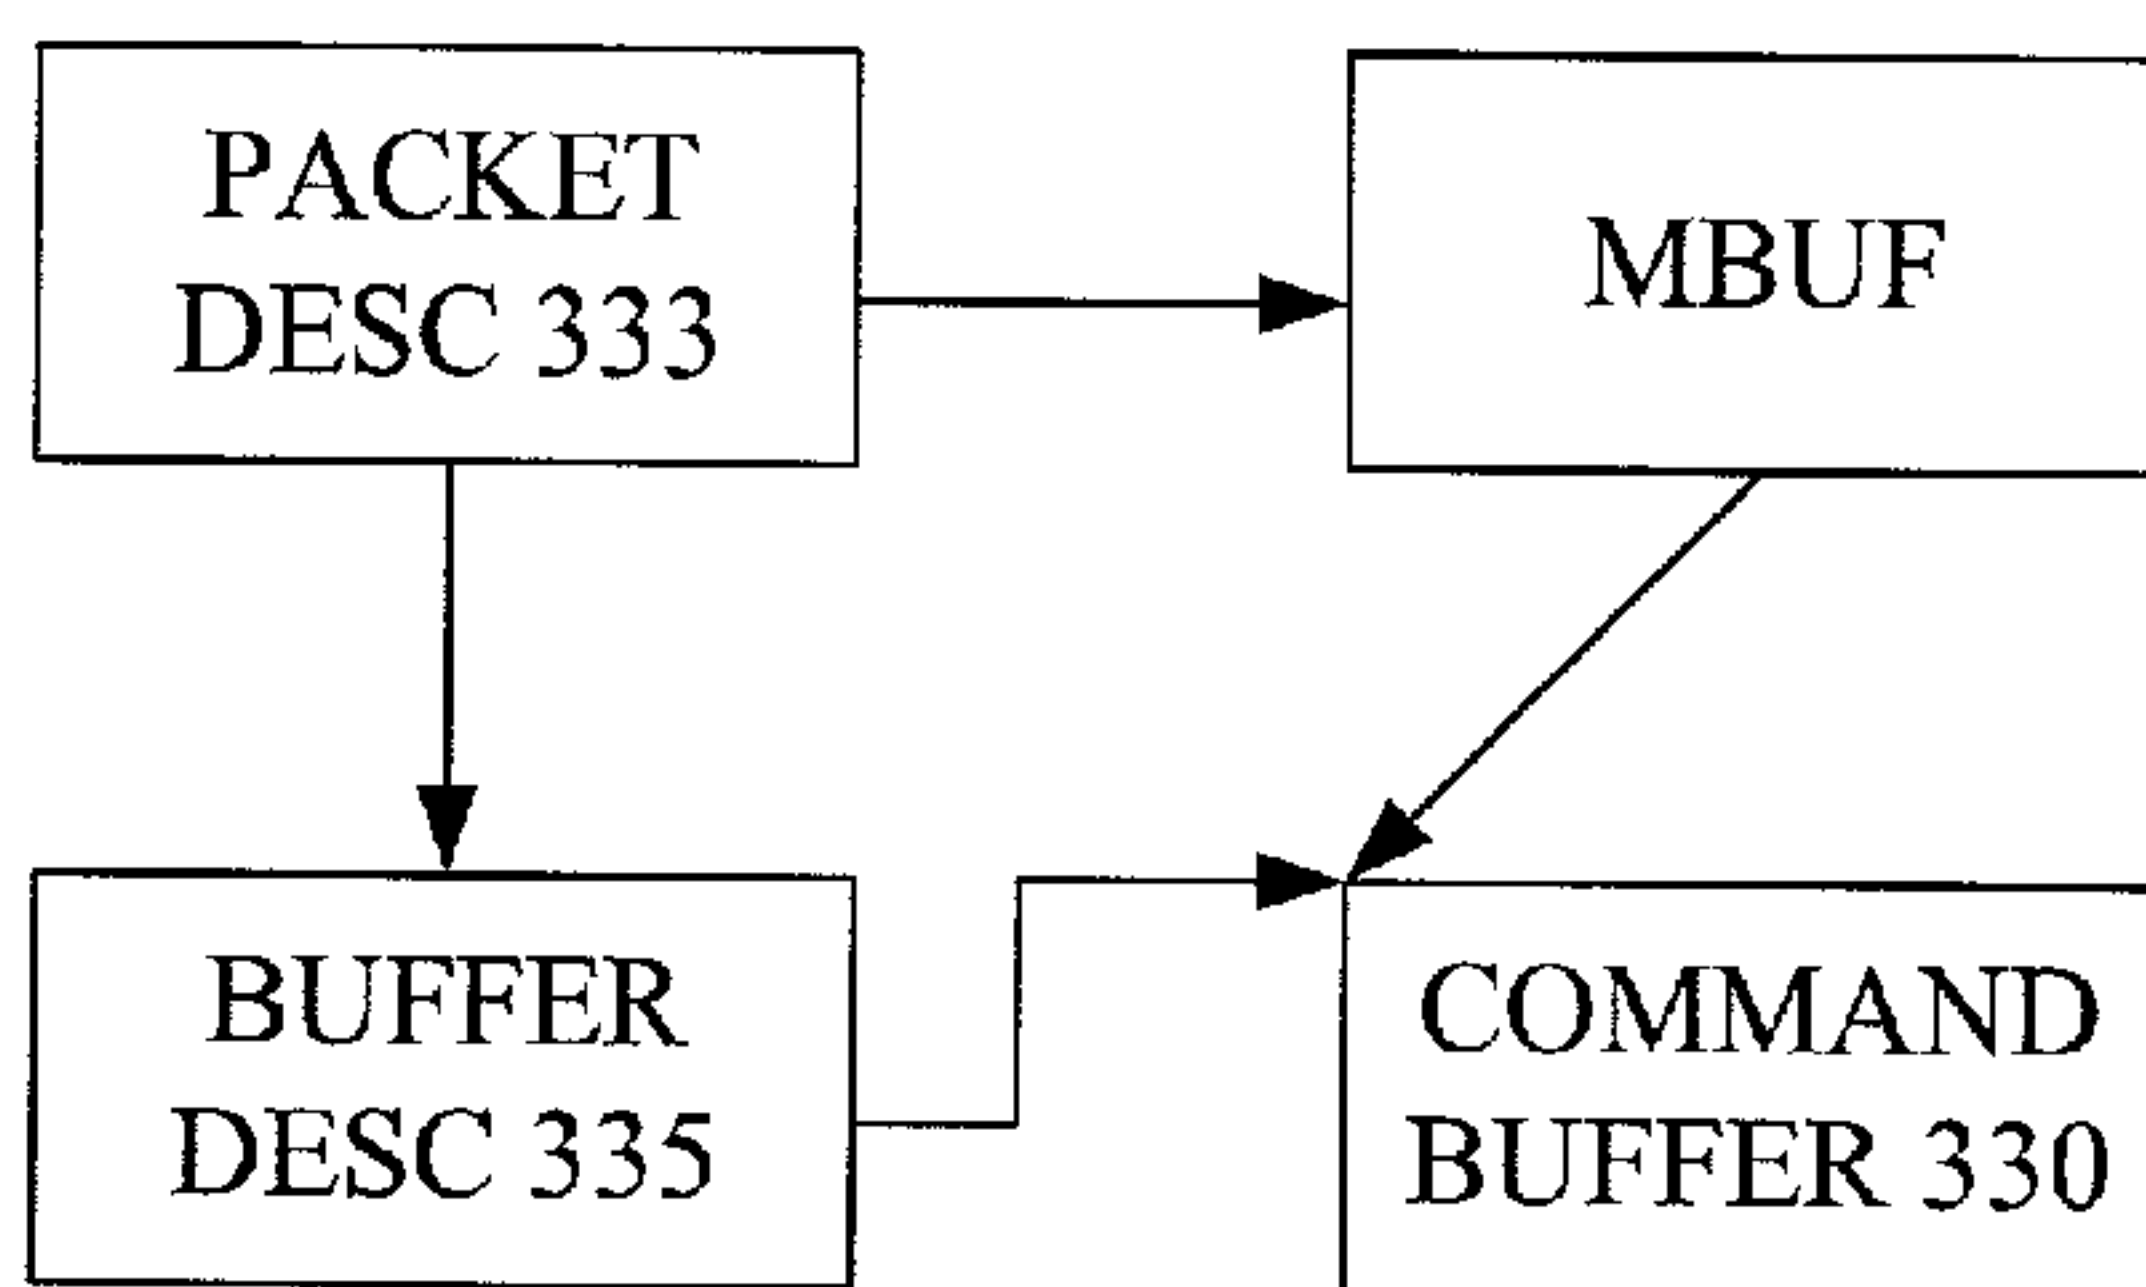 PACKET
DESC 333
MBUF
BUFFER
DESC 335
COMMAND
BUFFER 330